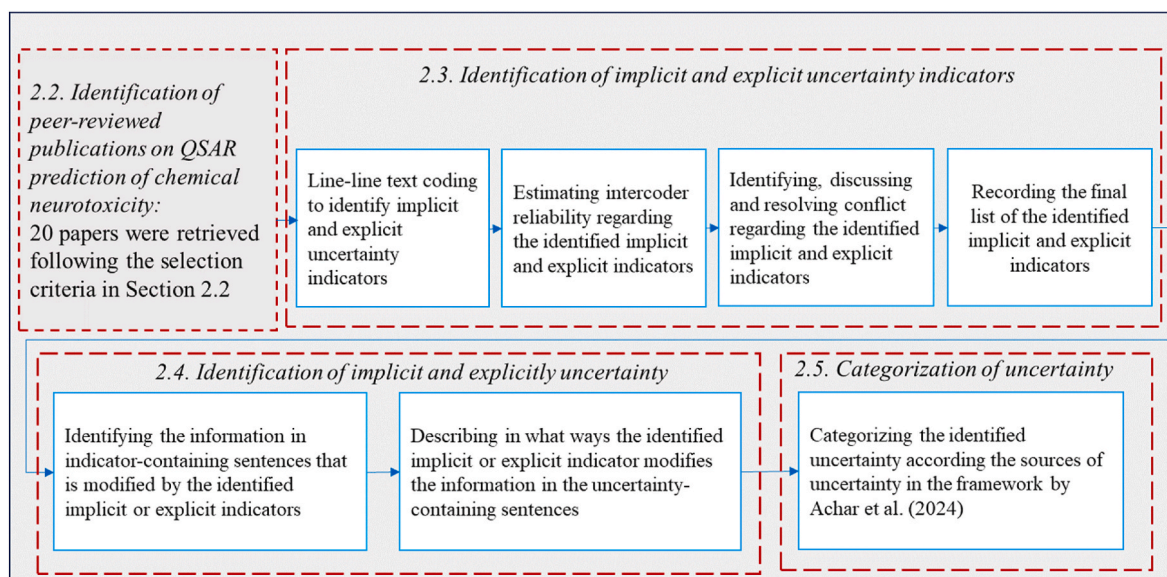 2.2. Identification of
peer-reviewed
publications on QSAR
prediction of chemical
neurotoxicity:
20 papers were retrieved
following the selection
criteria in Section 2.2
2.3. Identification of implicit and explicit uncertainty indicators
Line-line text coding
to identify implicit
and explicit
uncertainty
indicators
Estimating intercoder
reliability regarding
the identified implicit
and explicit indicators
Identifying, discussing
and resolving conflict
regarding the identified
implicit and explicit
indicators
Recording the final
list of the identified
implicit and explicit
indicators
2.4. Identification of implicit and explicitly uncertainty
Identifying the information in
indicator-containing sentences that
is modified by the identified
implicit or explicit indicators
Describing in what ways the identified
implicit or explicit indicator modifies
the information in the uncertainty-
containing sentences
2.5. Categorization of uncertainty
Categorizing the identified
uncertainty according the sources of
uncertainty in the framework by
Achar et al. (2024)